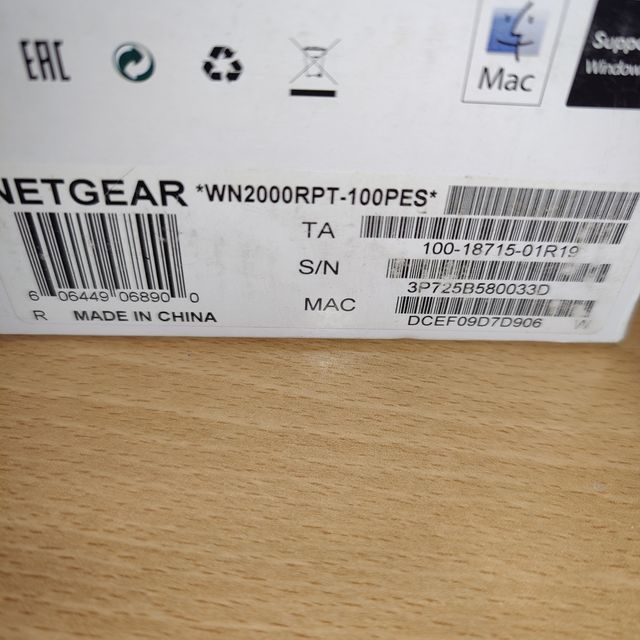 EAC
Mac
Windows
NETGEAR *WN2000RPT-100PES*
TA
100-18715-01R19
S/N
3P725B580033D
MAC
DCEF09D7D906 W
6 06449 06890 0
R MADE IN CHINA